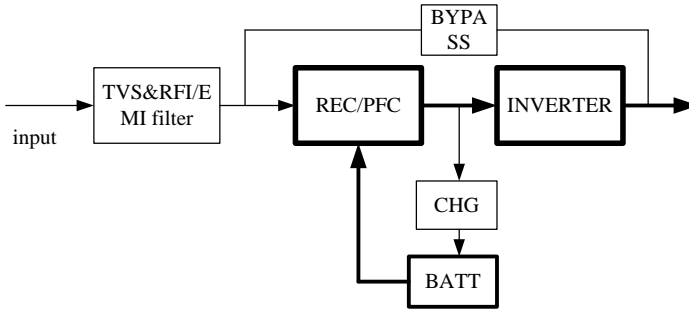 BYPA
SS
TVS&RFI/E
MI filter
REC/PFC
INVERTER
input
CHG
BATT